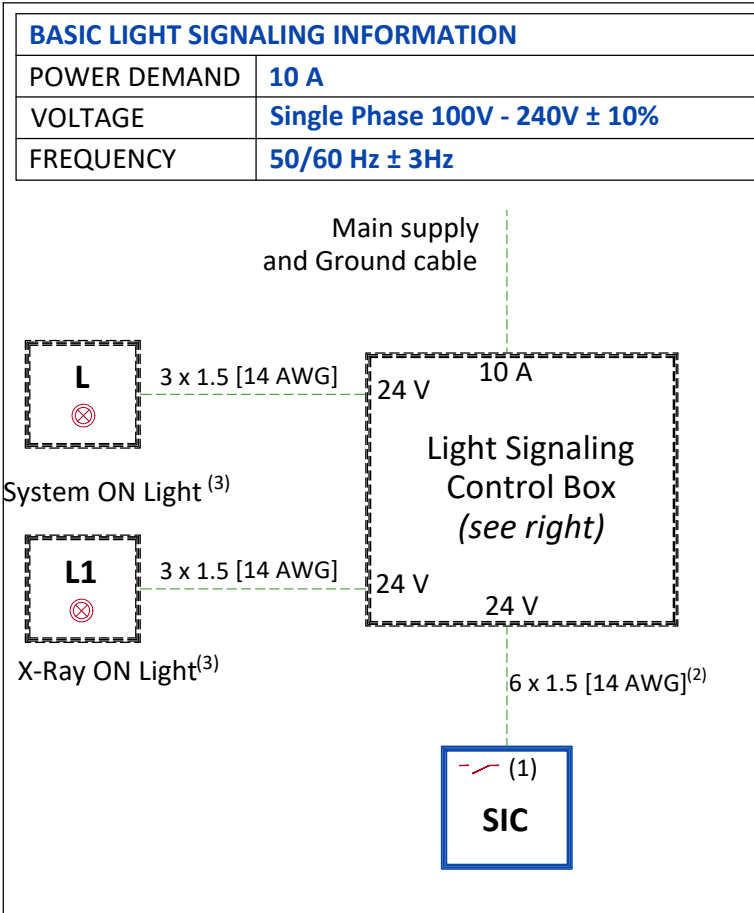 BASIC LIGHT SIGNALING INFORMATION
POWER DEMAND 10 A
VOLTAGE Single Phase 100V - 240V ± 10%
FREQUENCY 50/60 Hz ± 3Hz
Main supply
and Ground cable
L
3 x 1.5 [14 AWG]
24 V
10 A
System ON Light (3)
Light Signaling
Control Box
(see right)
L1
3 x 1.5 [14 AWG]
24 V
24 V
X-Ray ON Light(3)
6 x 1.5 [14 AWG](2)
(1)
SIC